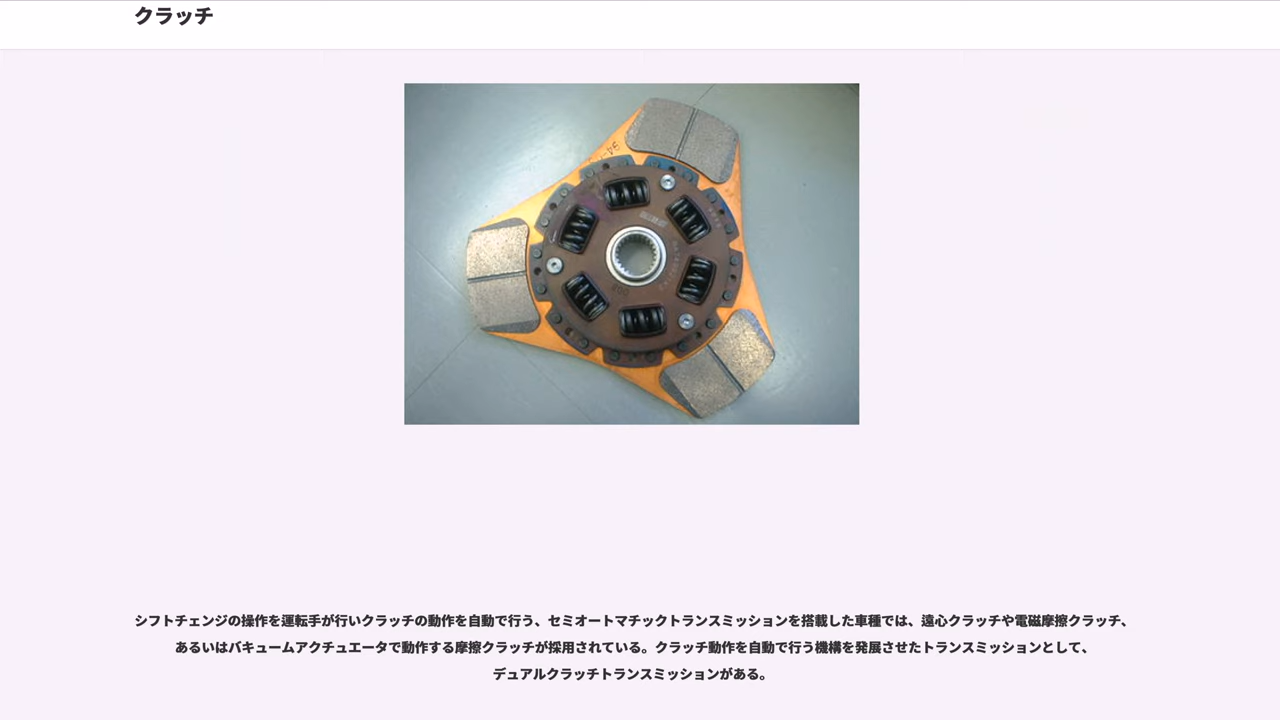 クラッチ
シフトチェンジの操作を運転手が行いクラッチの動作を自動で行う、セミオートマチックトランスミッションを搭載した車種では、遠心クラッチや電磁摩擦クラッチ、
あるいはバキュームアクチュエータで動作する摩擦クラッチが採用されている。クラッチ動作を自動で行う機構を発展させたトランスミッションとして、
デュアルクラッチトランスミッションがある。